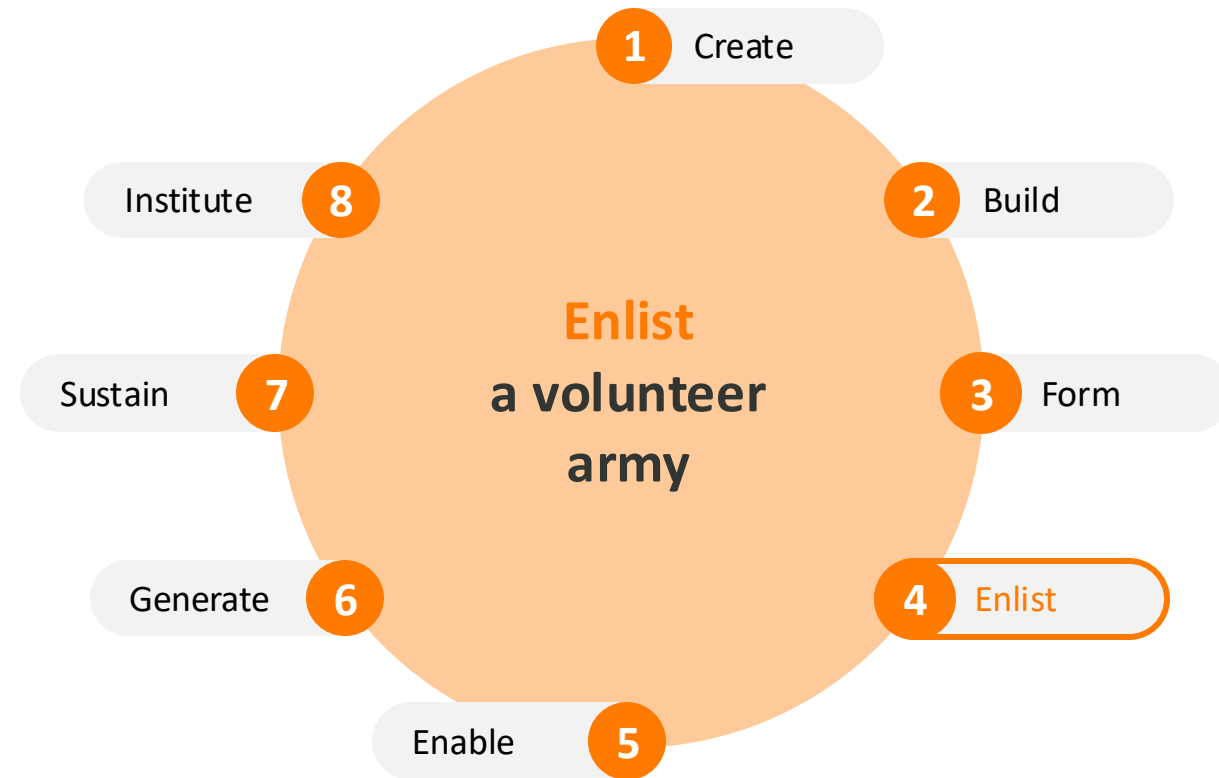 1 Create
2 Build
3 Form
4 Enlist
5 Enable
6 Generate
7 Sustain
8 Institute
Enlist
a volunteer
army